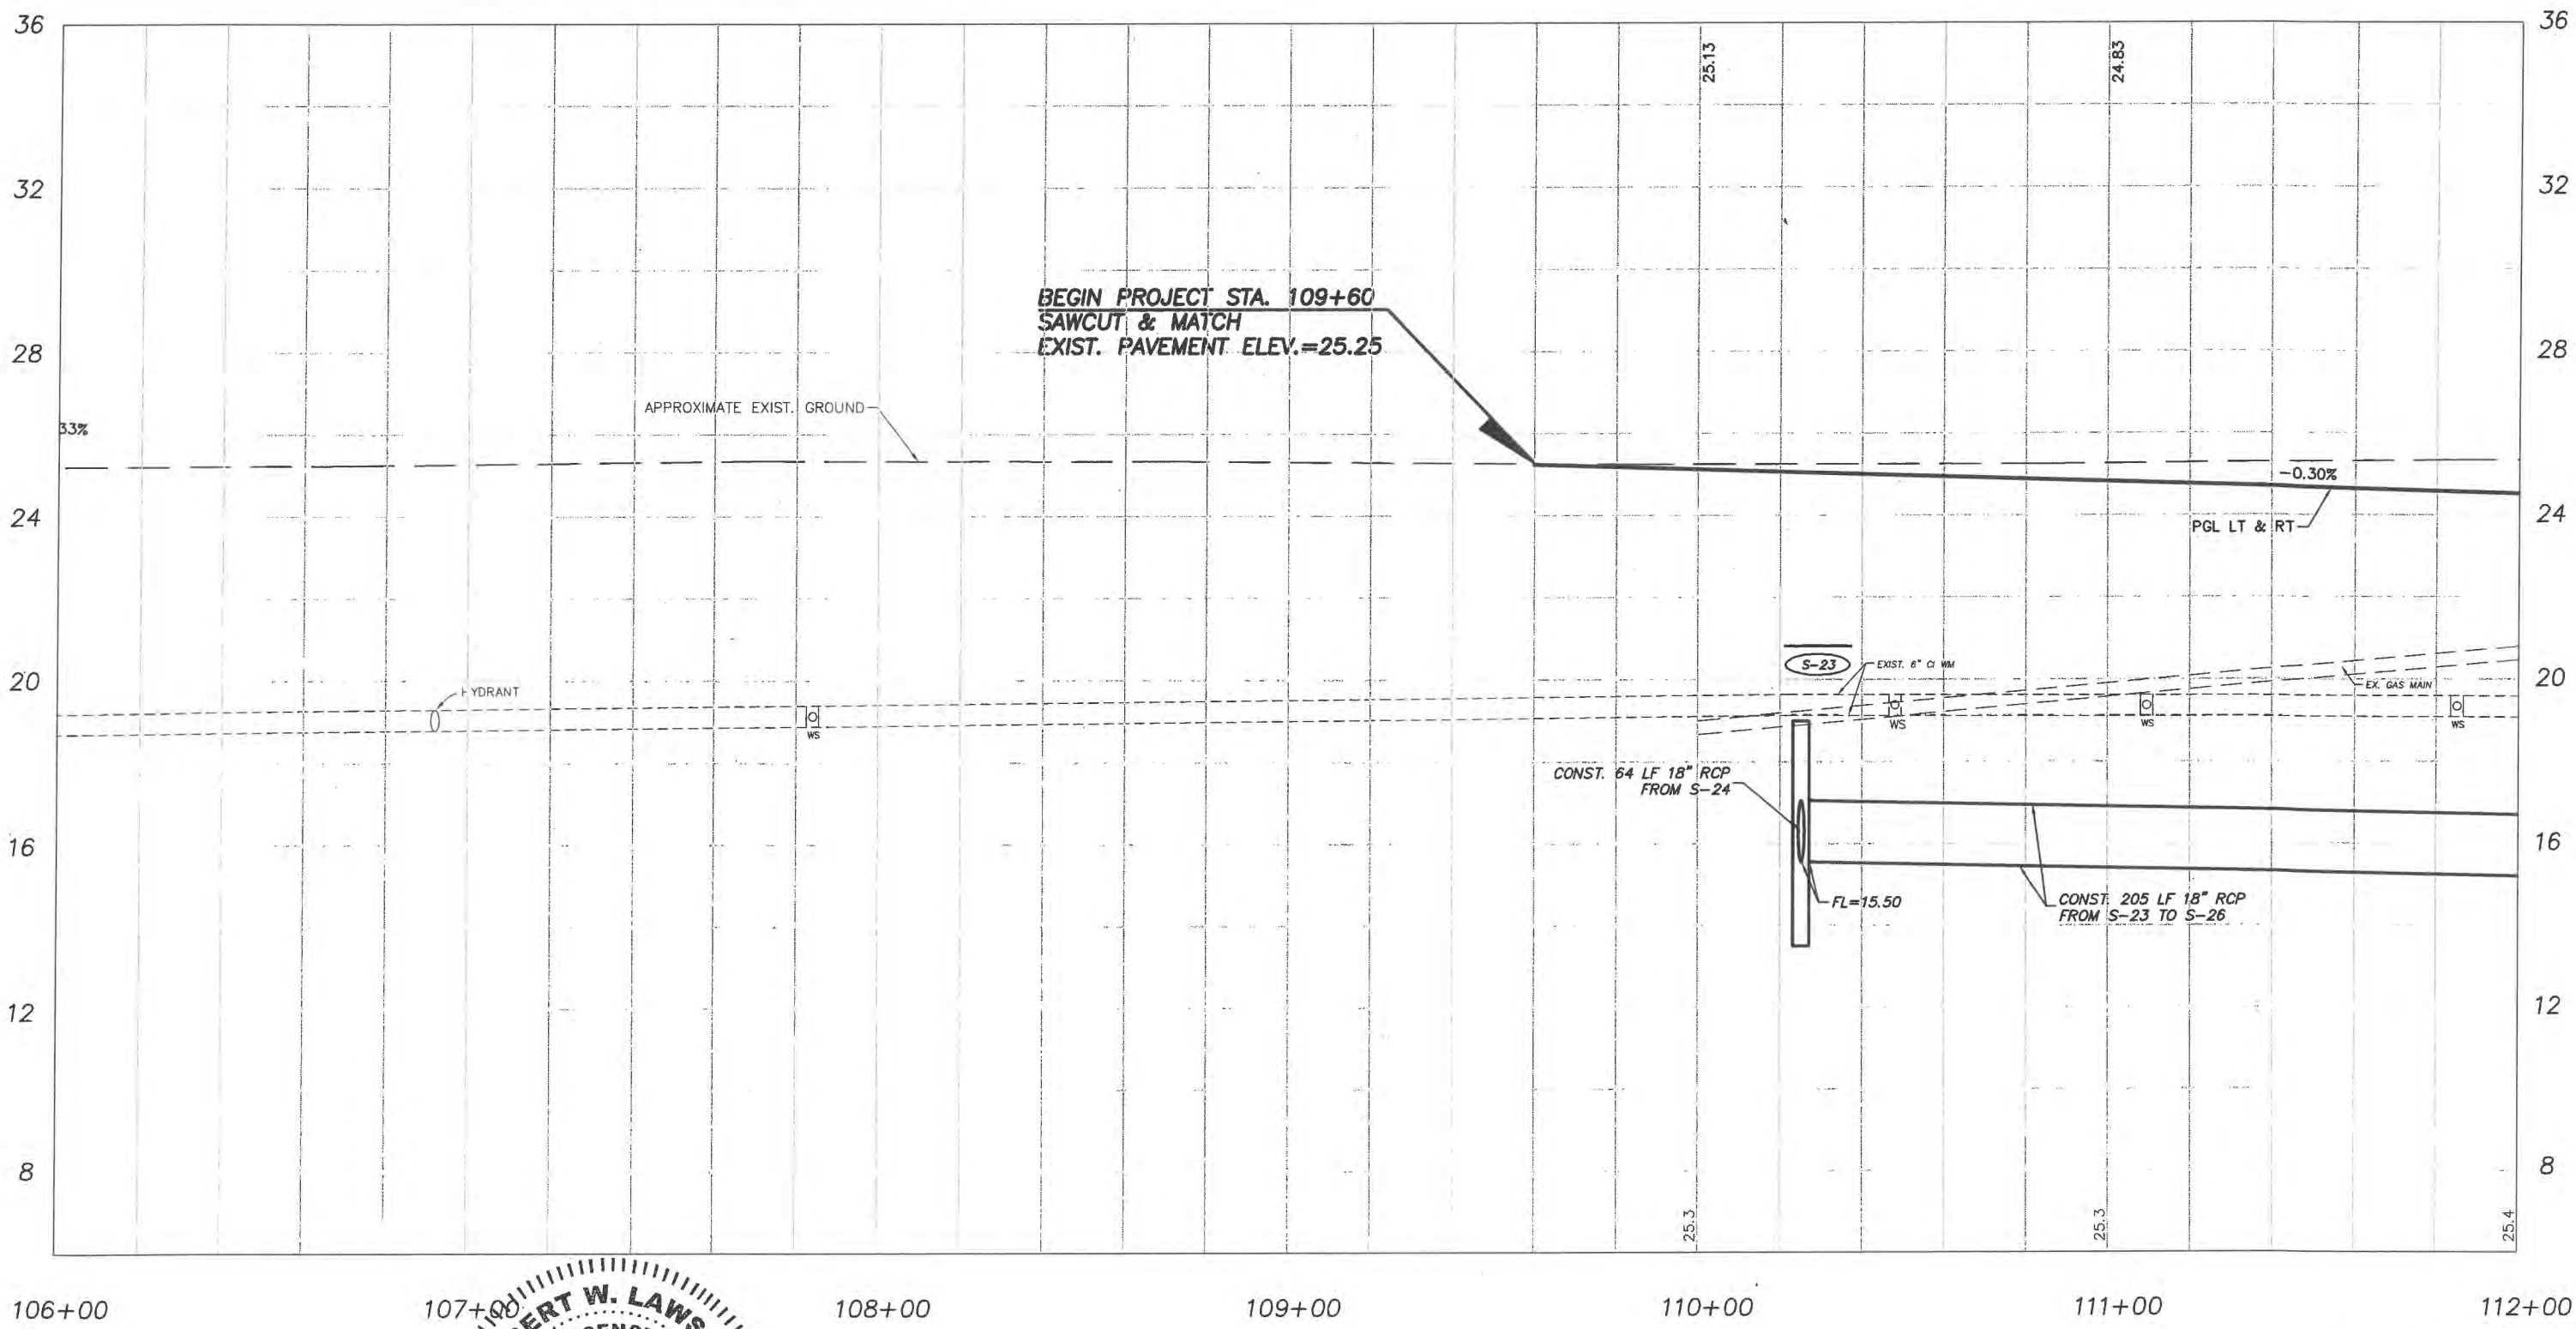 36
36
25.13
24.83
32
32
BEGIN PROJECT STA. 109+60
SAWCUT & MATCH
EXIST. PAVEMENT ELEV.=25.25
28
28
APPROXIMATE EXIST. GROUND
33%
-0.30%
24
24
PGL LT & RT
S-23
EXIST. 6" CI WM
20
20
HYDRANT
EX. GAS MAIN
WS
WS
WS
WS
CONST. 64 LF 18" RCP
FROM S-24
16
16
FL=15.50
CONST. 205 LF 18" RCP
FROM S-23 TO S-26
12
12
8
8
25.3
25.3
25.4
106+00
107+00
108+00
109+00
110+00
111+00
112+00
W. LAWS